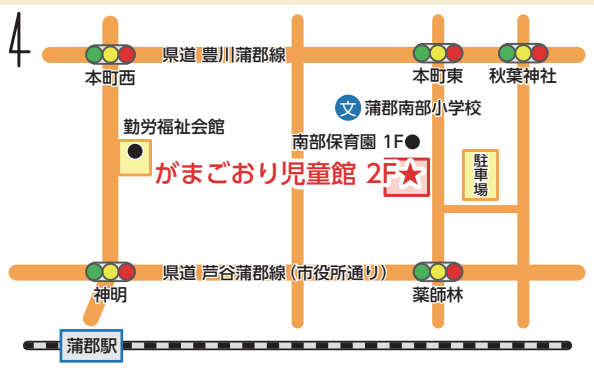 県道 豊川蒲郡線
本町西
本町東
秋葉神社
文 蒲郡南部小学校
勤労福祉会館
南部保育園 1F
がまごおり児童館 2F
駐車場
県道 芦谷蒲郡線(市役所通り)
神明
薬師林
蒲郡駅